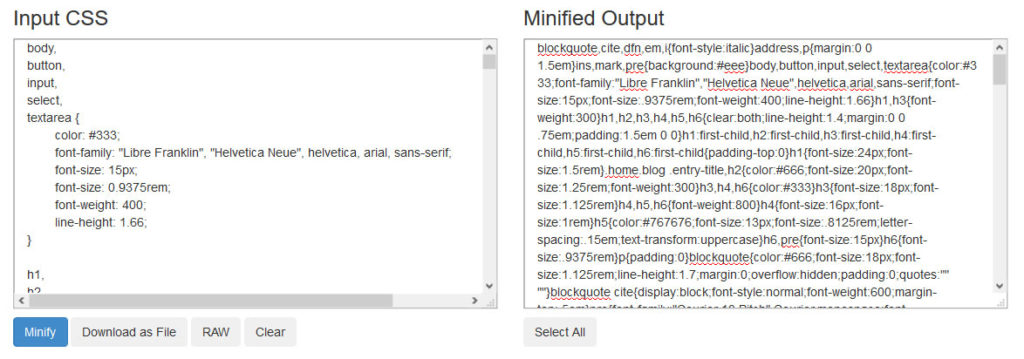 Input CSS
body,
button,
input,
select,
textarea {
color: #333;
font-family: "Libre Franklin", "Helvetica Neue", helvetica, arial, sans-serif;
font-size: 15px;
font-size: 0.9375rem;
font-weight: 400;
line-height: 1.66;
}
h1,
h2
Minify
Download as File
RAW
Clear
Minified Output
blockquote,cite,dfn,em,i{font-style:italic}address,p{margin:0 0
1.5em}ins,mark,pre{background:#eee}body,button,input,select,textarea{color:#3
33;font-family:"Libre Franklin","Helvetica Neue",helvetica,arial,sans-serif;font-
size:15px;font-size:.9375rem;font-weight:400;line-height:1.66}h1,h3{font-
weight:300}h1,h2,h3,h4,h5,h6{clear:both;line-height:1.4;margin:0 0
.75em;padding:1.5em 0 0}h1:first-child,h2:first-child,h3:first-child,h4:first-
child,h5:first-child,h6:first-child{padding-top:0}h1{font-size:24px;font-
size:1.5rem}.home.blog .entry-title,h2{color:#666;font-size:20px;font-
size:1.25rem;font-weight:300}h3,h4,h6{color:#333}h3{font-size:18px;font-
size:1.125rem}h4,h5,h6{font-weight:800}h4{font-size:16px;font-
size:1rem}h5{color:#767676;font-size:13px;font-size:.8125rem;letter-
spacing:.15em;text-transform:uppercase}h6,pre{font-size:15px}h6{font-
size:.9375rem}p{padding:0}blockquote{color:#666;font-size:18px;font-
size:1.125rem;line-height:1.7;margin:0;overflow:hidden;padding:0;quotes:""
""}blockquote cite{display:block;font-style:normal;font-weight:600;margin-
Select All